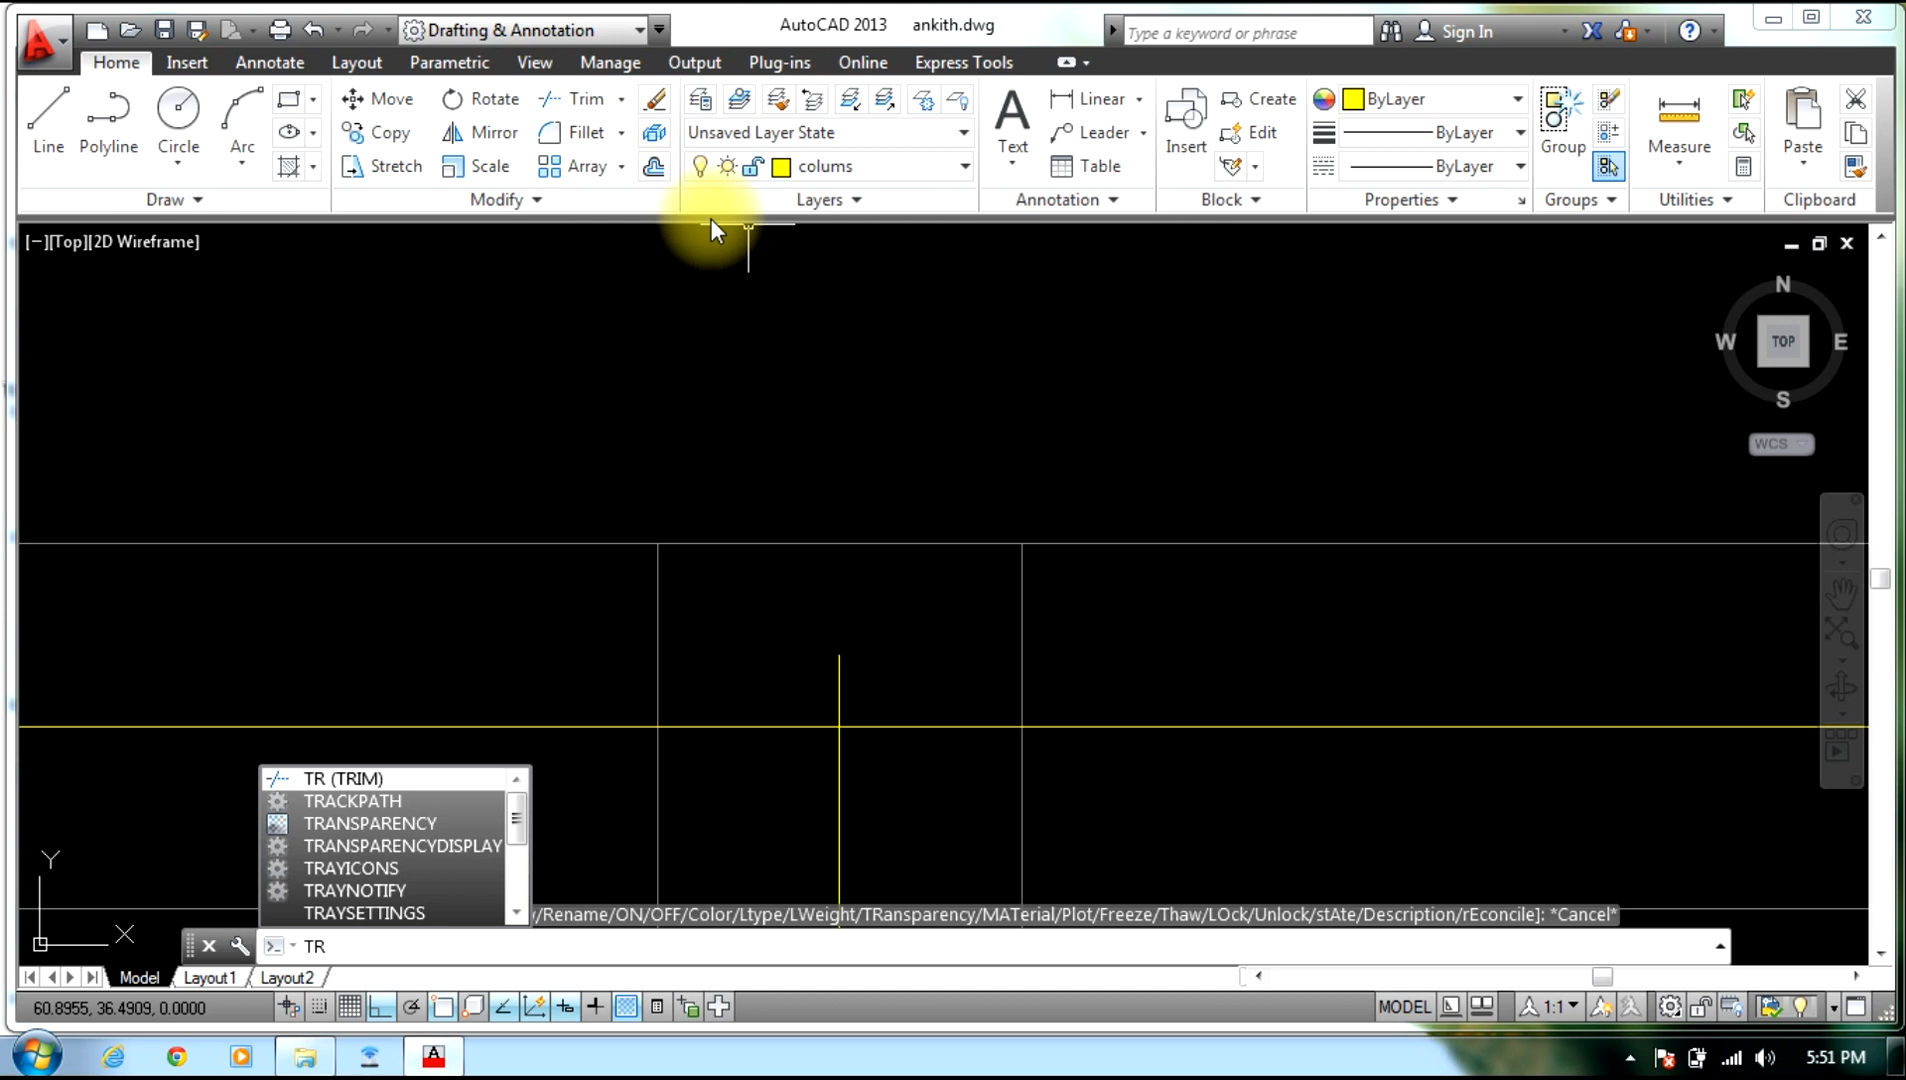 Drafting & Annotation
AutoCAD 2013 ankith.dwg
Type a keyword or phrase
Sign In
Home Insert Annotate Layout Parametric View Manage Output Plug-ins Online Express Tools
Line Polyline Circle Arc
Move Rotate Trim
Copy Mirror Fillet
Stretch Scale Array
Unsaved Layer State
colums
Text
Linear
Leader
Table
Insert
Create
Edit
ByLayer
ByLayer
ByLayer
Group
Measure
Paste
Draw Modify Layers Annotation Block Properties Groups Utilities Clipboard
[−][Top][2D Wireframe]
N
W TOP E
S
WCS
TR (TRIM)
TRACKPATH
TRANSPARENCY
TRANSPARENCYDISPLAY
TRAYICONS
TRAYNOTIFY
TRAYSETTINGS
/Rename/ON/OFF/Color/Ltype/LWeight/TRansparency/MATerial/Plot/Freeze/Thaw/LOck/Unlock/stAte/Description/rEconcile]: *Cancel*
Y
X
TR
Model Layout1 Layout2
60.8955, 36.4909, 0.0000
MODEL
1:1
5:51 PM